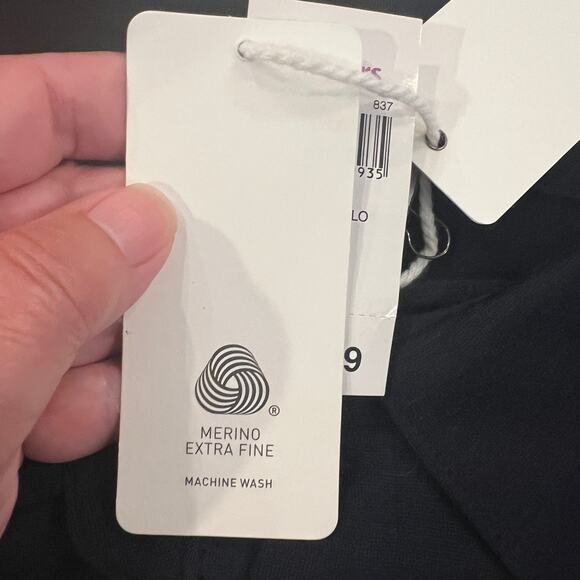 837
935
LO
9
®
MERINO
EXTRA FINE
MACHINE WASH